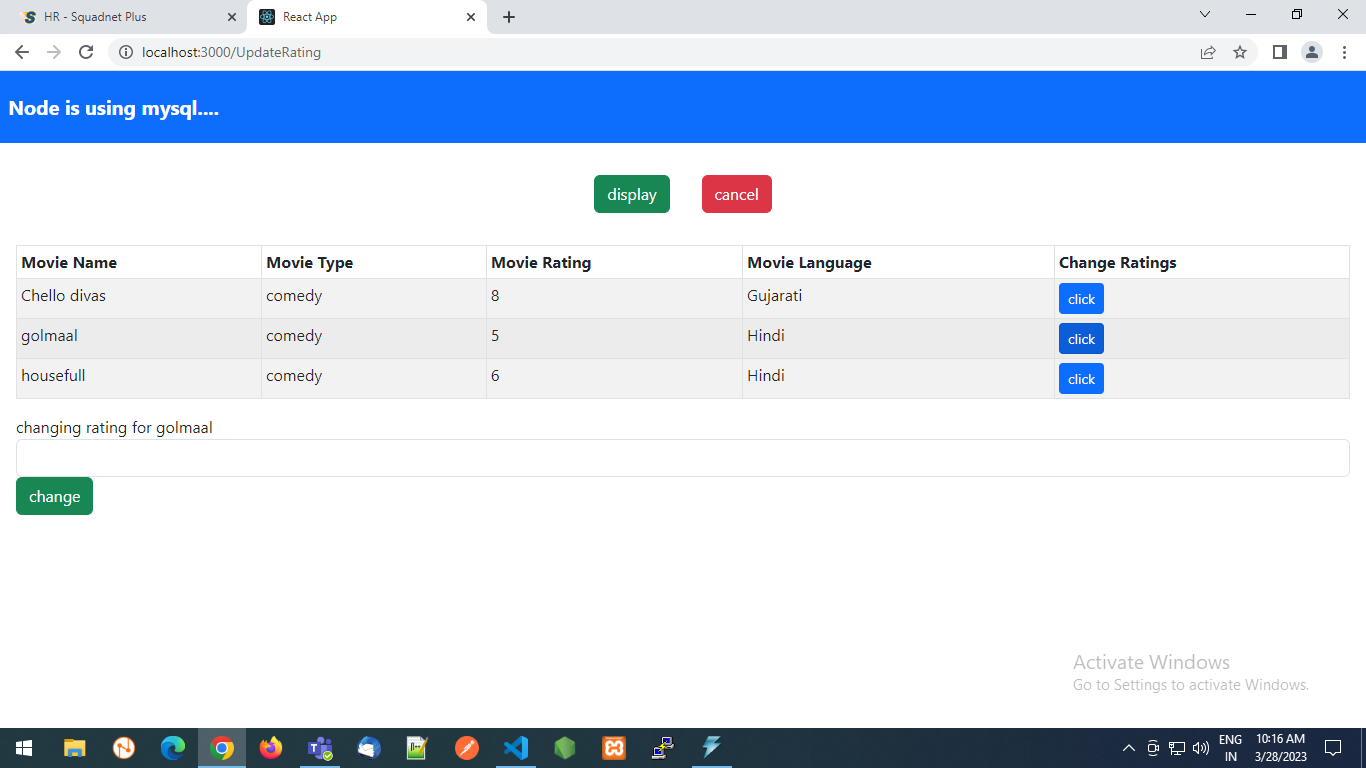 HR - Squadnet Plus
React App
localhost:3000/UpdateRating
Node is using mysql....
display cancel
Movie Name Movie Type Movie Rating Movie Language Change Ratings
Chello divas comedy 8 Gujarati click
golmaal comedy 5 Hindi click
housefull comedy 6 Hindi click
changing rating for golmaal
change
Activate Windows
Go to Settings to activate Windows.
ENG
IN
10:16 AM
3/28/2023